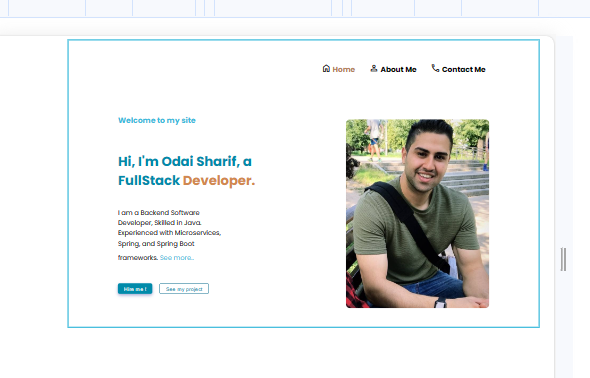 Home About Me Contact Me
Welcome to my site
Hi, I'm Odai Sharif, a
FullStack Developer.
I am a Backend Software
Developer, Skilled in Java.
Experienced with Microservices,
Spring, and Spring Boot
frameworks. See more..
Hire me !
See my project